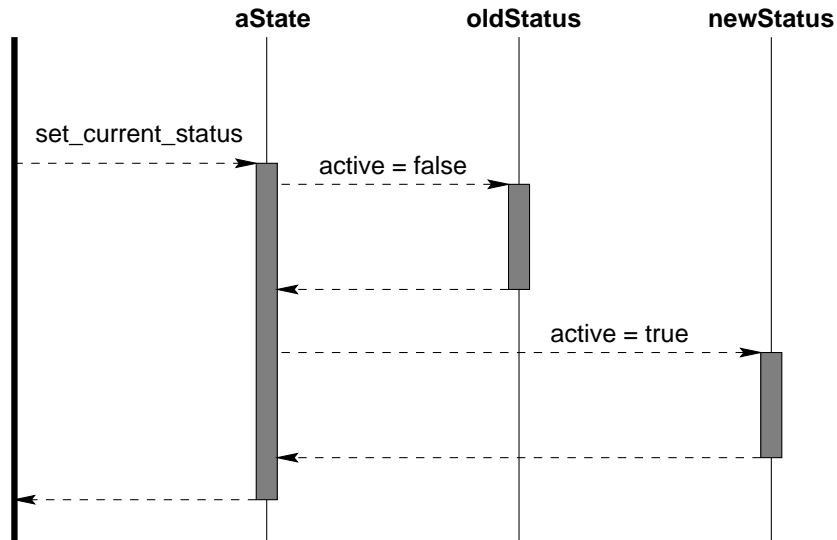 aState oldStatus newStatus
set_current_status
active = false
active = true